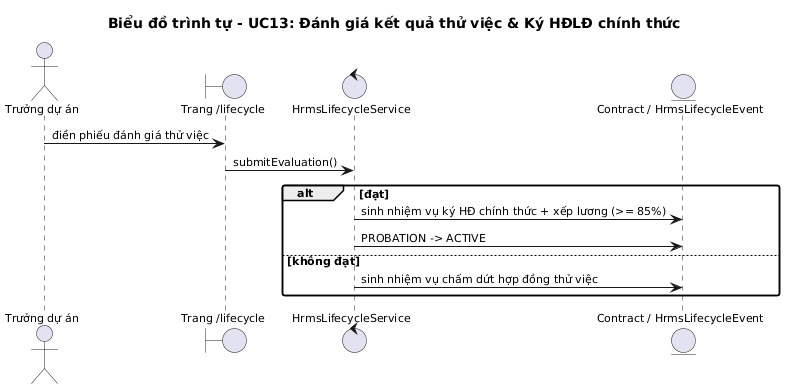 Biểu đồ trình tự - UC13: Đánh giá kết quả thử việc & Ký HĐLĐ chính thức
Trưởng dự án
Trang /lifecycle
HrmsLifecycleService
Contract / HrmsLifecycleEvent
điền phiếu đánh giá thử việc
submitEvaluation()
alt
[đạt]
sinh nhiệm vụ ký HĐ chính thức + xếp lương (>= 85%)
PROBATION -> ACTIVE
[không đạt]
sinh nhiệm vụ chấm dứt hợp đồng thử việc
Trưởng dự án
Trang /lifecycle
HrmsLifecycleService
Contract / HrmsLifecycleEvent